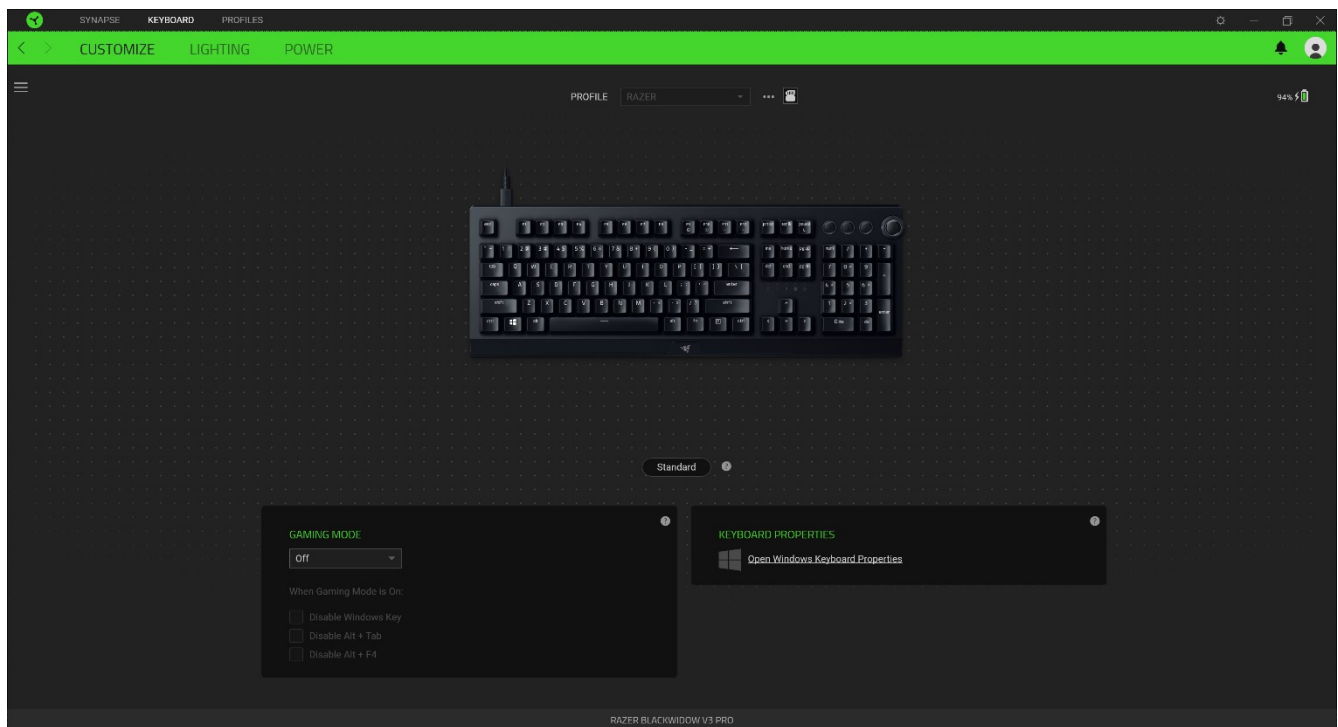 SYNAPSE KEYBOARD PROFILES
CUSTOMIZE LIGHTING POWER
PROFILE RAZER
94%
Standard
GAMING MODE
Off
When Gaming Mode is On:
Disable Windows Key
Disable Alt + Tab
Disable Alt + F4
KEYBOARD PROPERTIES
Open Windows Keyboard Properties
RAZER BLACKWIDOW V3 PRO